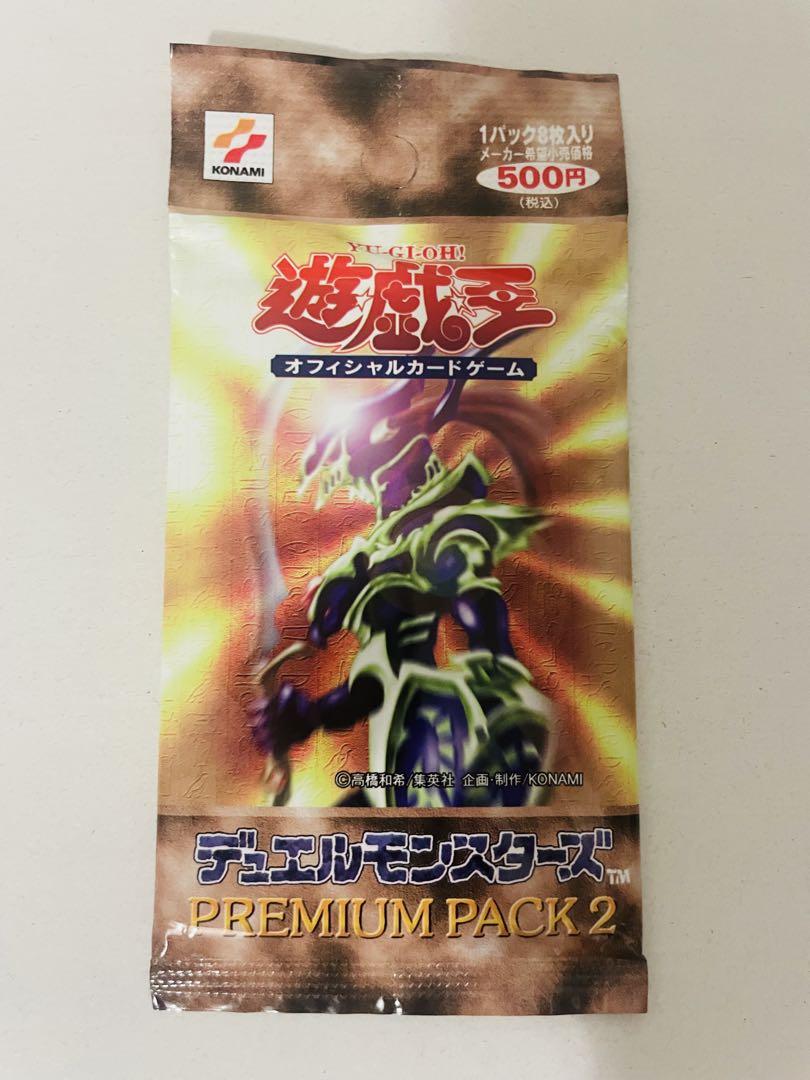 KONAMI
1パック8枚入り
メーカー希望小売価格
500円
(税込)
YU-GI-OH!
遊☆戯☆王
オフィシャルカードゲーム
©高橋和希/集英社 企画・制作/KONAMI
デュエルモンスターズ™
PREMIUM PACK 2